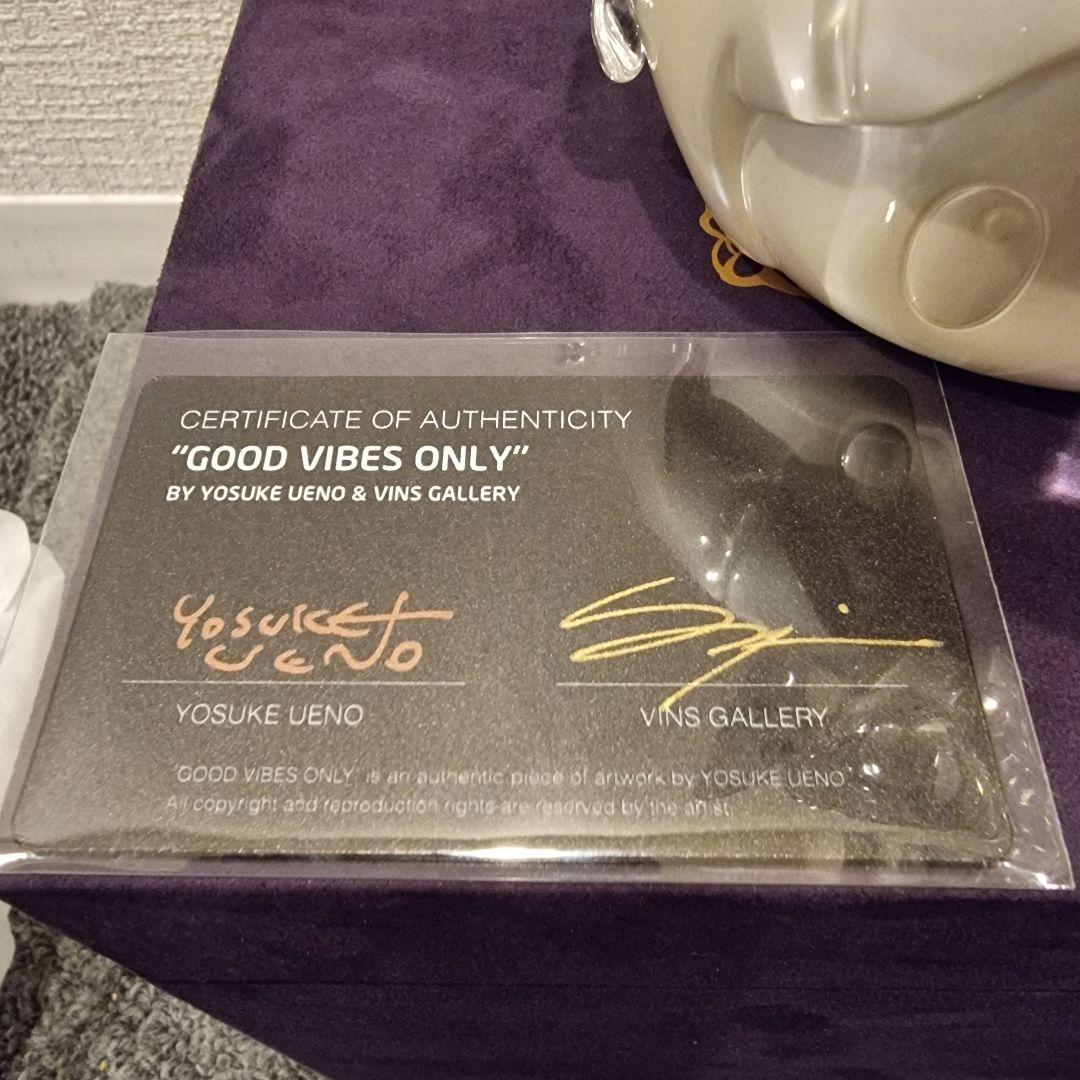 CERTIFICATE OF AUTHENTICITY
"GOOD VIBES ONLY"
BY YOSUKE UENO & VINS GALLERY
YOSUKE
UENO
YOSUKE UENO
VINS GALLERY
"GOOD VIBES ONLY" is an authentic piece of artwork by YOSUKE UENO.
All copyright and reproduction rights are reserved by the artist.